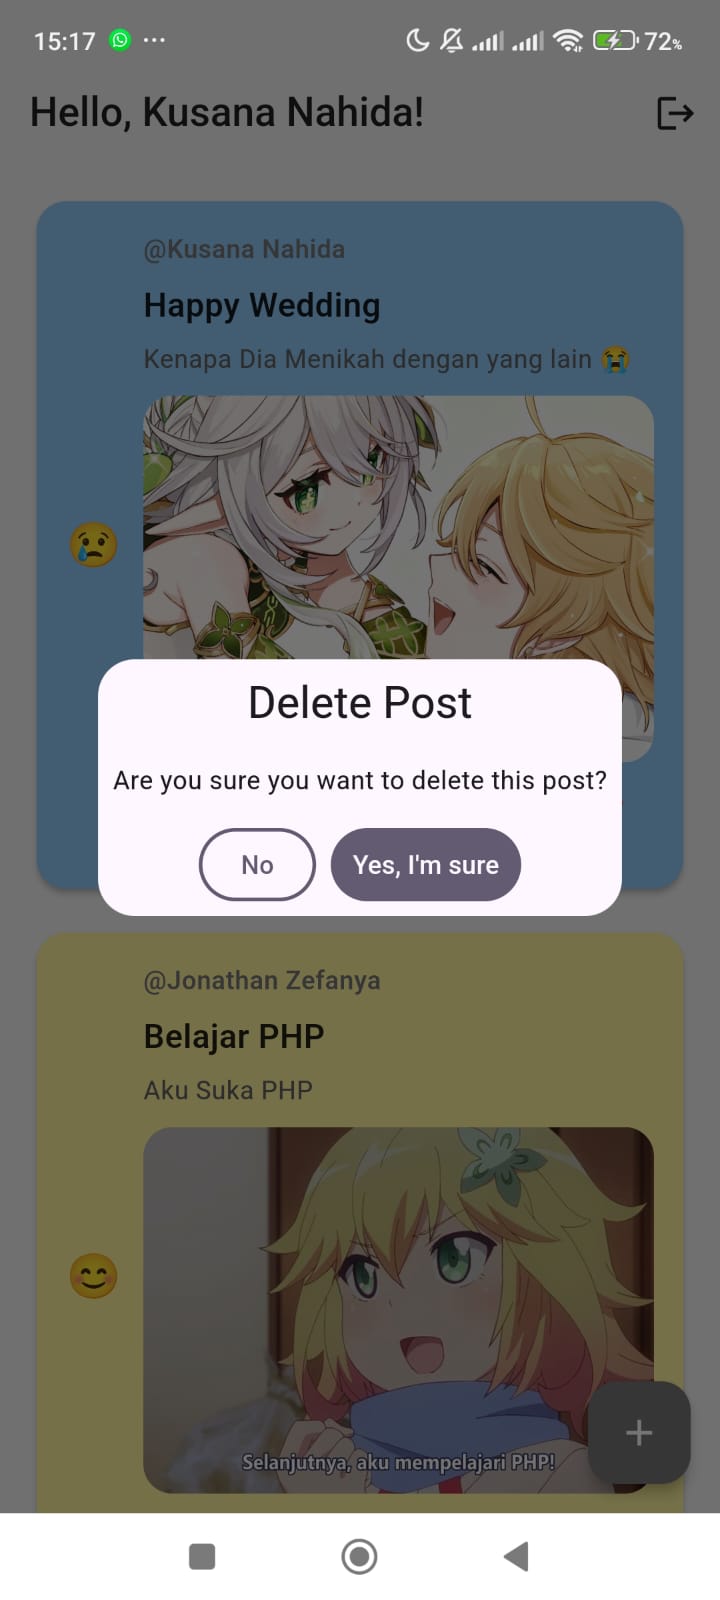 15:17
72%
Hello, Kusana Nahida!
@Kusana Nahida
Happy Wedding
Kenapa Dia Menikah dengan yang lain 😭
Delete Post
Are you sure you want to delete this post?
No
Yes, I'm sure
@Jonathan Zefanya
Belajar PHP
Aku Suka PHP
Selanjutnya, aku mempelajari PHP!